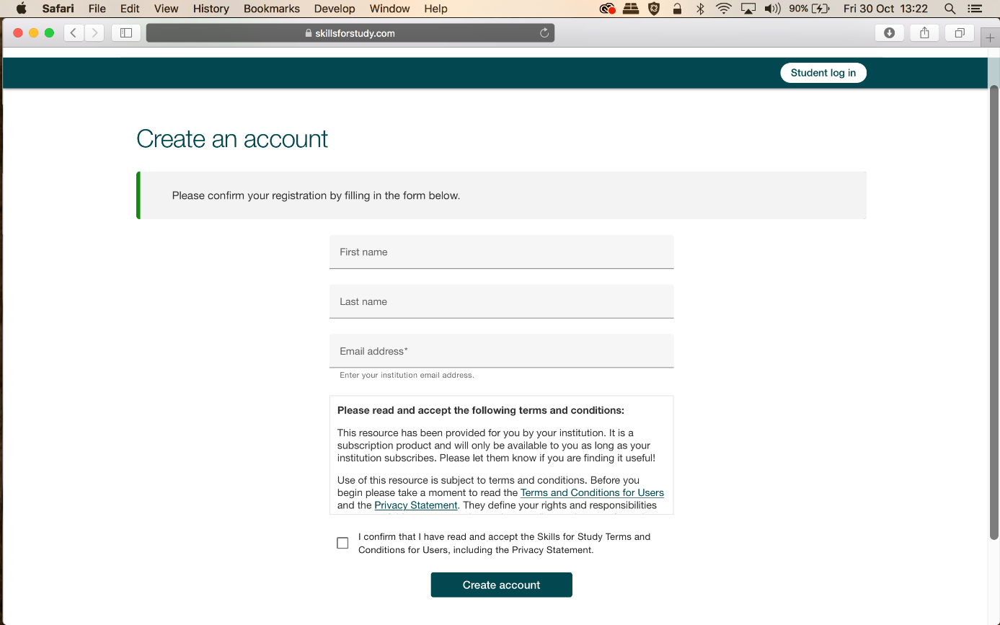 Safari File Edit View History Bookmarks Develop Window Help 90% Fri 30 Oct 13:22
skillsforstudy.com
Student log in
Create an account
Please confirm your registration by filling in the form below.
First name
Last name
Email address*
Enter your institution email address.
Please read and accept the following terms and conditions:
This resource has been provided for you by your institution. It is a
subscription product and will only be available to you as long as your
institution subscribes. Please let them know if you are finding it useful!
Use of this resource is subject to terms and conditions. Before you
begin please take a moment to read the Terms and Conditions for Users
and the Privacy Statement. They define your rights and responsibilities
I confirm that I have read and accept the Skills for Study Terms and
Conditions for Users, including the Privacy Statement.
Create account